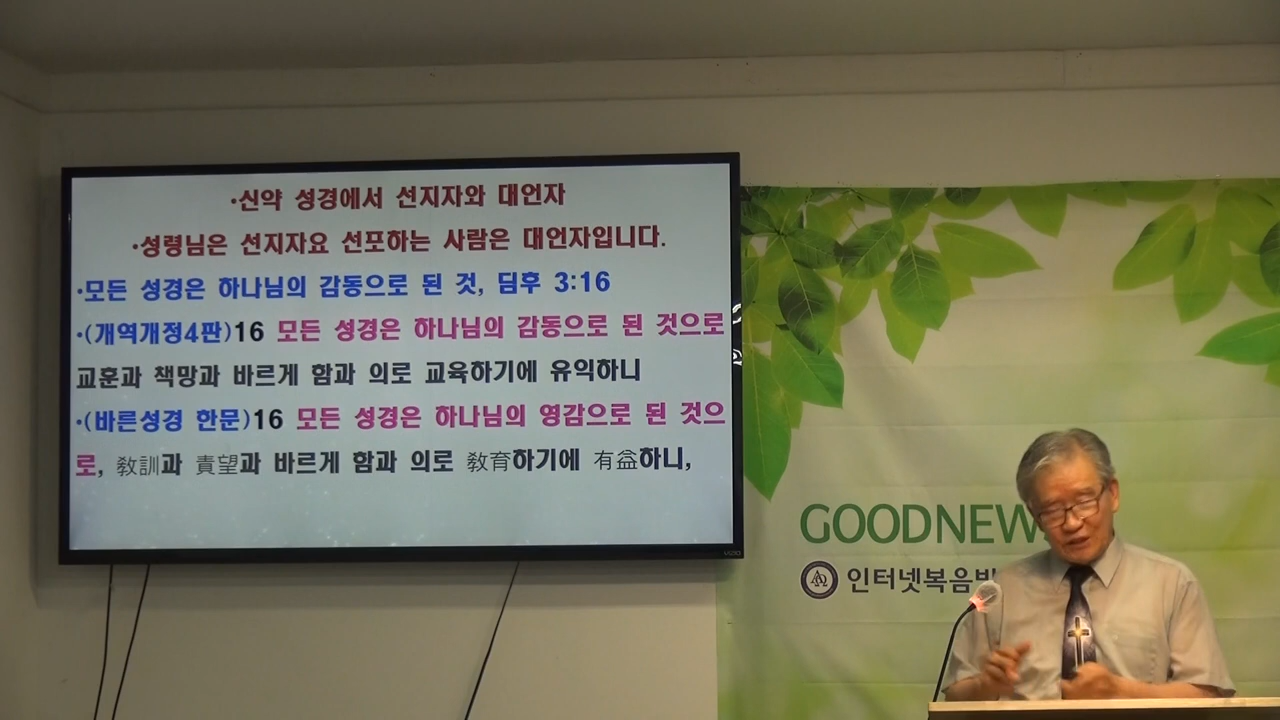 ·신약 성경에서 선지자와 대언자
·성령님은 선지자요 선포하는 사람은 대언자입니다.
·모든 성경은 하나님의 감동으로 된 것, 딤후 3:16
·(개역개정4판)16 모든 성경은 하나님의 감동으로 된 것으로
교훈과 책망과 바르게 함과 의로 교육하기에 유익하니
·(바른성경 한문)16 모든 성경은 하나님의 영감으로 된 것으
로, 敎訓과 責望과 바르게 함과 의로 敎育하기에 有益하니,
VIZIO
GOODNEW
ΑΩ
인터넷복음방